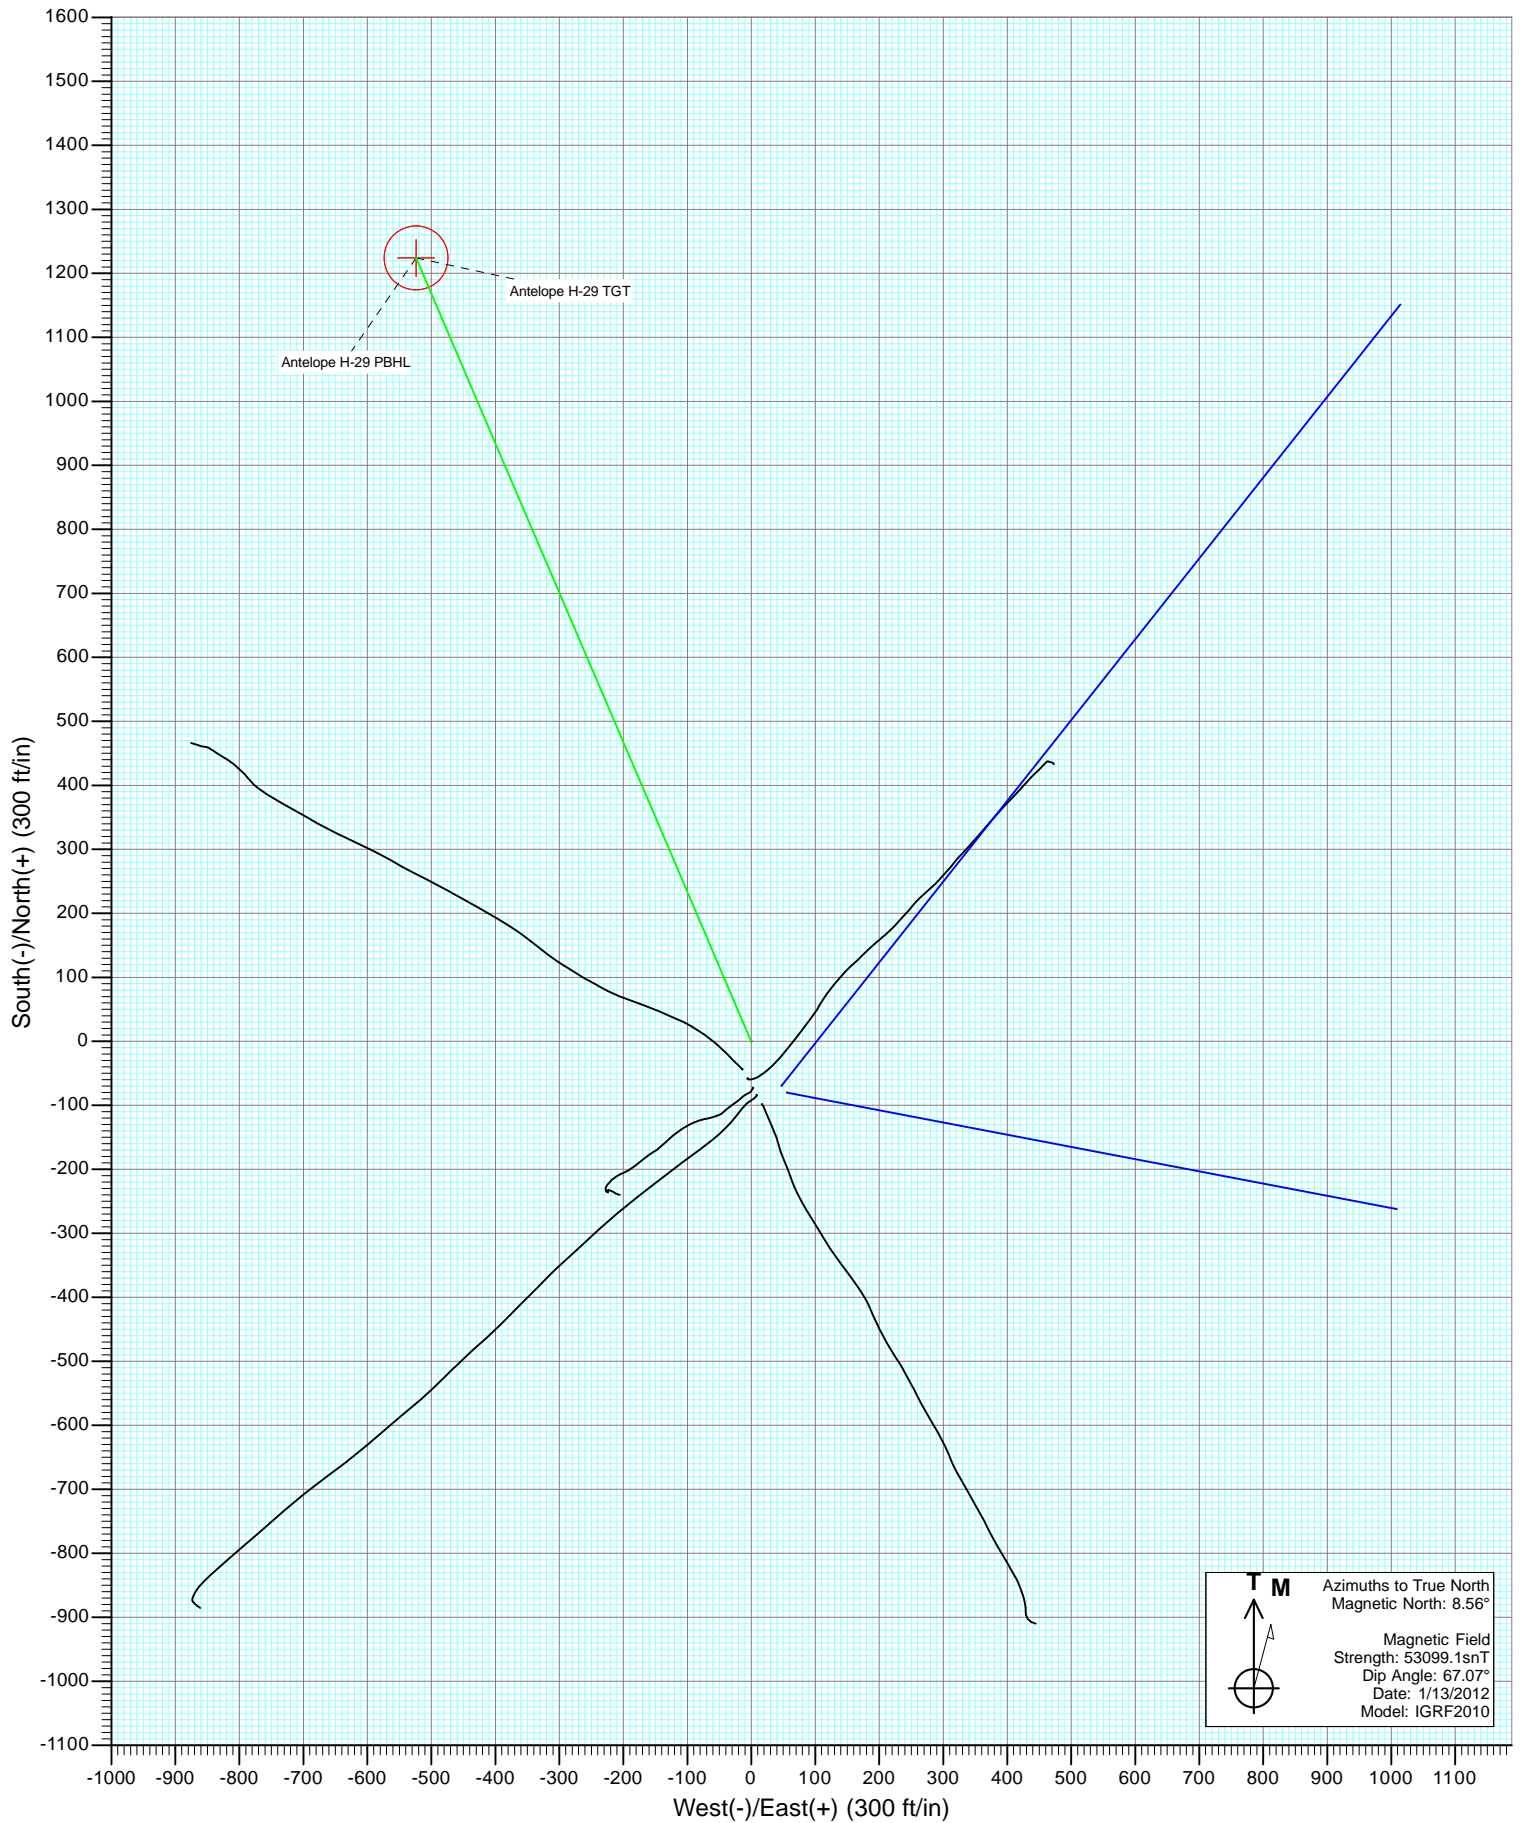 1600
1500
1400
1300
1200
1100
1000
900
800
700
600
500
400
300
200
100
0
-100
-200
-300
-400
-500
-600
-700
-800
-900
-1000
-1100
South(-)/North(+) (300 ft/in)
Antelope H-29 TGT
Antelope H-29 PBHL
T M
Azimuths to True North
Magnetic North: 8.56°
Magnetic Field
Strength: 53099.1snT
Dip Angle: 67.07°
Date: 1/13/2012
Model: IGRF2010
-1000 -900 -800 -700 -600 -500 -400 -300 -200 -100 0 100 200 300 400 500 600 700 800 900 1000 1100
West(-)/East(+) (300 ft/in)